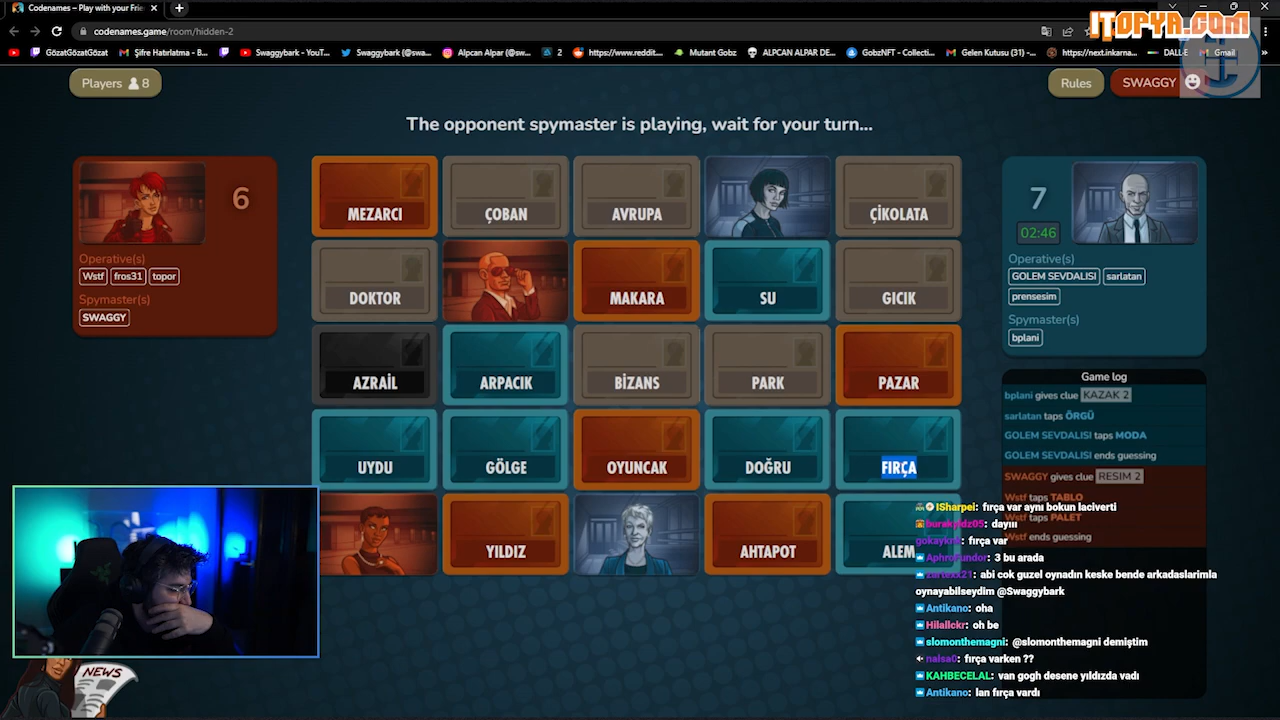 Codenames – Play with your Frie
codenames.game/room/hidden-2
ITOPYA.COM
GözatGözatGözat
Şifre Hatırlatma - B...
Swaggybark - YouT...
Swaggybark (@swa...
Alpcan Alpar (@sw...
2
https://www.reddit....
Mutant Gobz
ALPCAN ALPAR DE...
GobzNFT - Collecti...
Gelen Kutusu (31) -...
https://next.inkarna...
DALL·E
Gmail
Players 8
Rules
SWAGGY
The opponent spymaster is playing, wait for your turn...
6
Operative(s)
Wstf fros31 topor
Spymaster(s)
SWAGGY
MEZARCI
ÇOBAN
AVRUPA
ÇİKOLATA
DOKTOR
MAKARA
SU
GICIK
AZRAİL
ARPACIK
BİZANS
PARK
PAZAR
UYDU
GÖLGE
OYUNCAK
DOĞRU
FIRÇA
YILDIZ
AHTAPOT
ALEM
7
02:46
Operative(s)
GOLEM SEVDALISI sarlatan
prensesim
Spymaster(s)
bplani
Game log
bplani gives clue KAZAK 2
sarlatan taps ÖRGÜ
GOLEM SEVDALISI taps MODA
GOLEM SEVDALISI ends guessing
SWAGGY gives clue RESIM 2
Wstf taps TABLO
Wstf taps PALET
Wstf ends guessing
ISharpei: fırça var aynı bokun laciverti
dayııı
fırça var
3 bu arada
abi cok guzel oynadın keske bende arkadaslarimla
oynayabilseydim @Swaggybark
Antikano: oha
Hilallckr: oh be
slomonthemagni: @slomonthemagni demiştim
nalsa0: fırça varken ??
KAHBECELAL: van gogh desene yıldızda vadı
Antikano: lan fırça vardı
NEWS